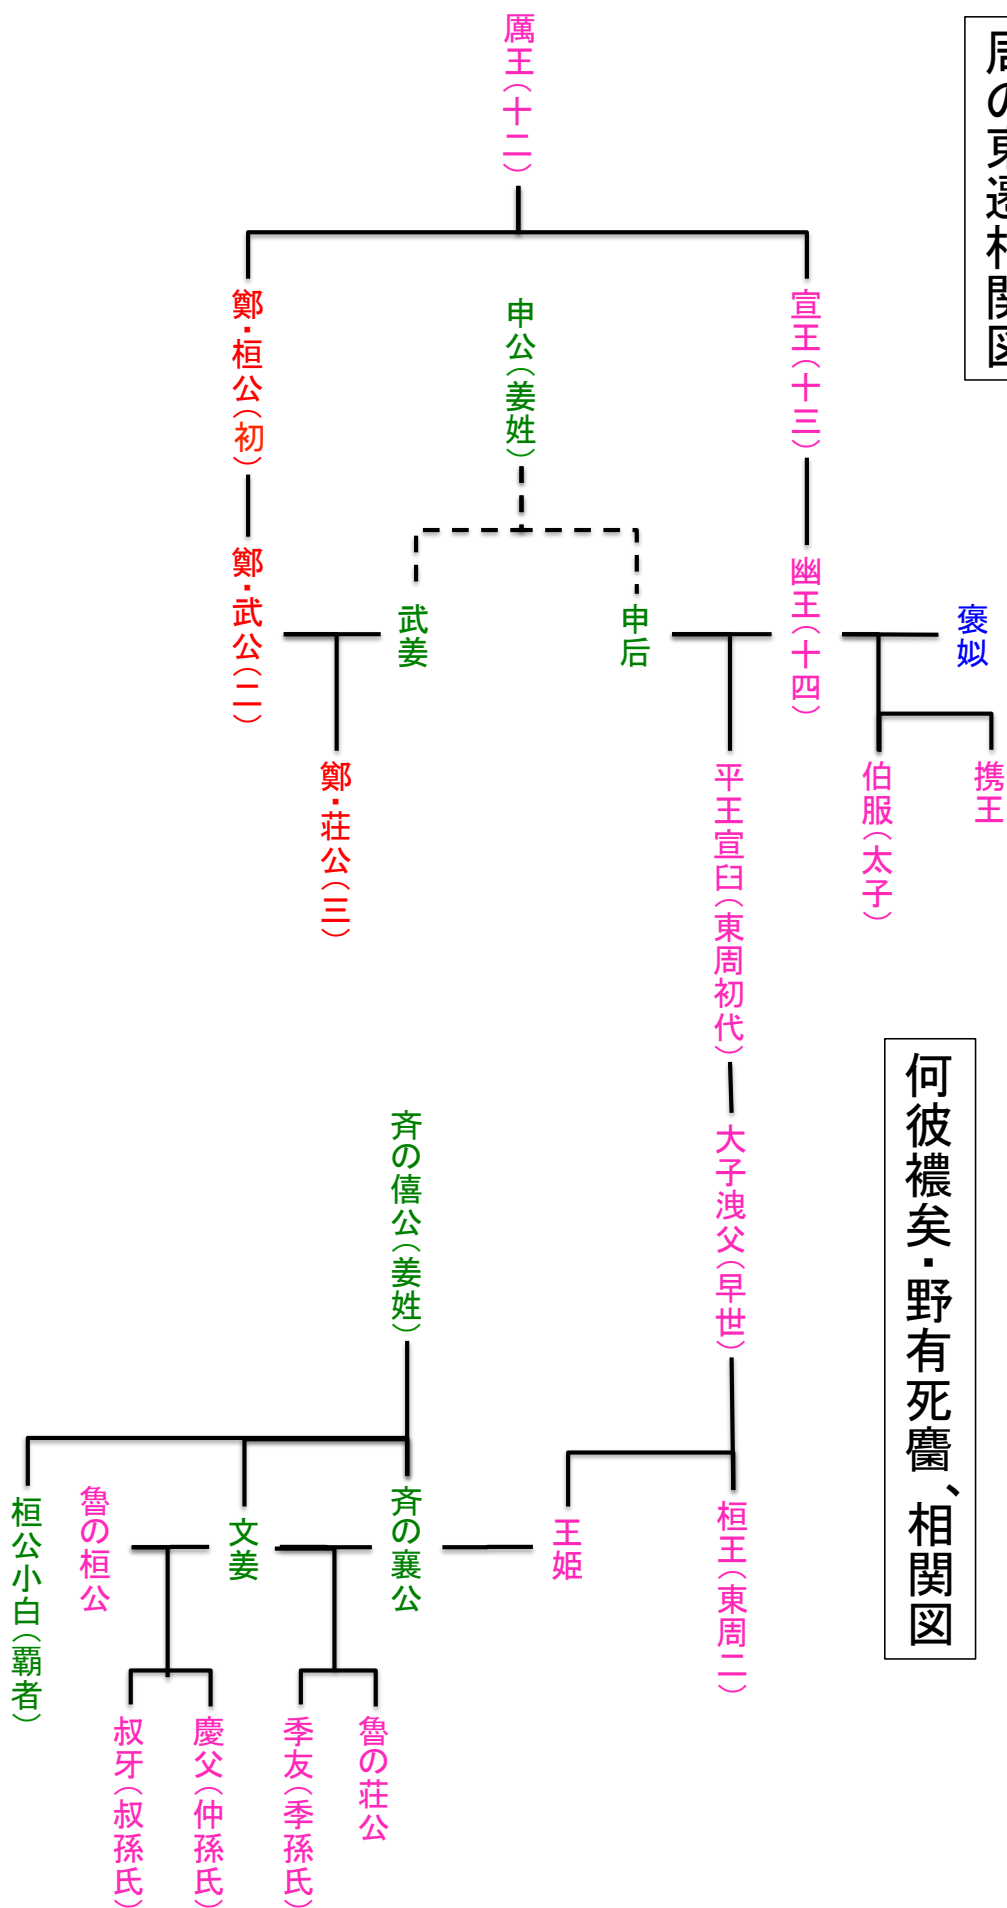 周の東遷相関図
厲王(十二)
宣王(十三)
申公(姜姓)
鄭・桓公(初)
褒姒
幽王(十四)
申后
武姜
鄭・武公(二)
携王
伯服(太子)
平王宣臼(東周初代)
鄭・荘公(三)
何彼襛矣・野有死麕、相関図
大子洩父(早世)
斉の僖公(姜姓)
桓王(東周二)
王姫
斉の襄公
文姜
魯の桓公
桓公小白(覇者)
魯の荘公
季友(季孫氏)
慶父(仲孫氏)
叔牙(叔孫氏)